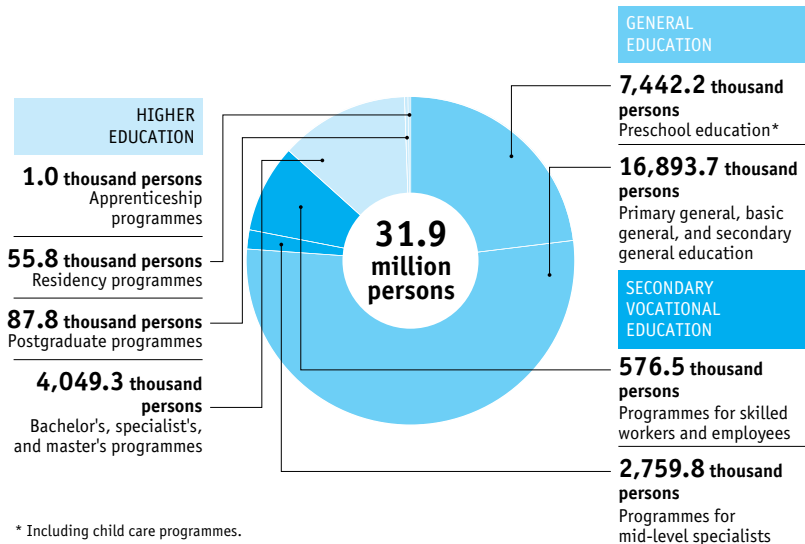 HIGHER
EDUCATION
1.0 thousand persons
Apprenticeship
programmes
55.8 thousand persons
Residency programmes
87.8 thousand persons
Postgraduate programmes
4,049.3 thousand
persons
Bachelor's, specialist's,
and master's programmes
31.9
million
persons
GENERAL
EDUCATION
7,442.2 thousand
persons
Preschool education*
16,893.7 thousand
persons
Primary general, basic
general, and secondary
general education
SECONDARY
VOCATIONAL
EDUCATION
576.5 thousand
persons
Programmes for skilled
workers and employees
2,759.8 thousand
persons
Programmes for
mid-level specialists
* Including child care programmes.